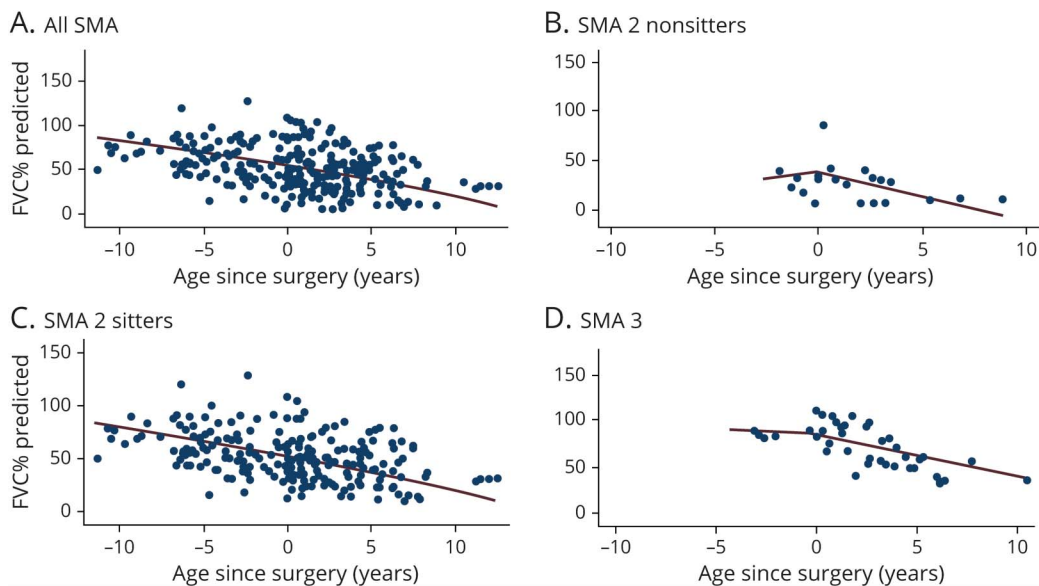 A. All SMA
FVC% predicted
150
100
50
0
−10 −5 0 5 10
Age since surgery (years)
B. SMA 2 nonsitters
150
100
50
0
−10 −5 0 5 10
Age since surgery (years)
C. SMA 2 sitters
FVC% predicted
150
100
50
0
−10 −5 0 5 10
Age since surgery (years)
D. SMA 3
150
100
50
0
−10 −5 0 5 10
Age since surgery (years)